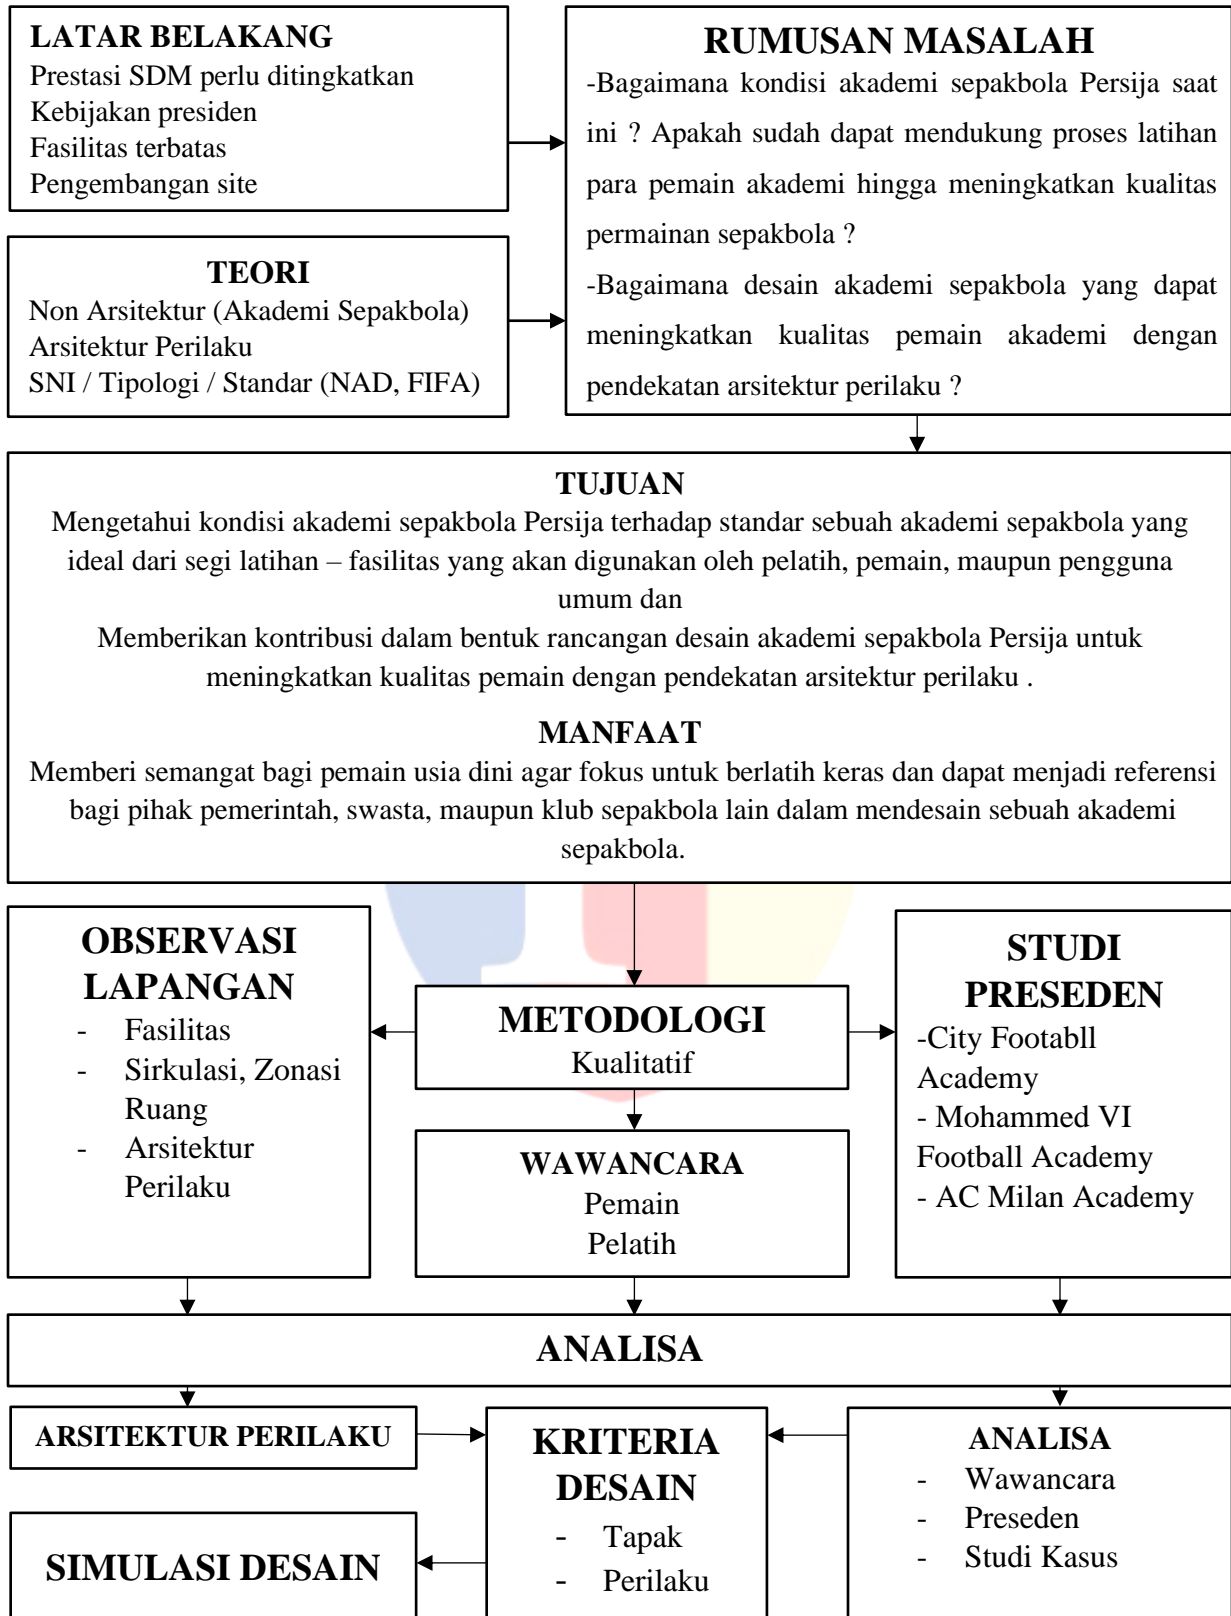 LATAR BELAKANG
Prestasi SDM perlu ditingkatkan
Kebijakan presiden
Fasilitas terbatas
Pengembangan site
RUMUSAN MASALAH
-Bagaimana kondisi akademi sepakbola Persija saat
ini ? Apakah sudah dapat mendukung proses latihan
para pemain akademi hingga meningkatkan kualitas
permainan sepakbola ?
-Bagaimana desain akademi sepakbola yang dapat
meningkatkan kualitas pemain akademi dengan
pendekatan arsitektur perilaku ?
TEORI
Non Arsitektur (Akademi Sepakbola)
Arsitektur Perilaku
SNI / Tipologi / Standar (NAD, FIFA)
TUJUAN
Mengetahui kondisi akademi sepakbola Persija terhadap standar sebuah akademi sepakbola yang
ideal dari segi latihan – fasilitas yang akan digunakan oleh pelatih, pemain, maupun pengguna
umum dan
Memberikan kontribusi dalam bentuk rancangan desain akademi sepakbola Persija untuk
meningkatkan kualitas pemain dengan pendekatan arsitektur perilaku .
MANFAAT
Memberi semangat bagi pemain usia dini agar fokus untuk berlatih keras dan dapat menjadi referensi
bagi pihak pemerintah, swasta, maupun klub sepakbola lain dalam mendesain sebuah akademi
sepakbola.
OBSERVASI
LAPANGAN
- Fasilitas
- Sirkulasi, Zonasi
Ruang
- Arsitektur
Perilaku
METODOLOGI
Kualitatif
WAWANCARA
Pemain
Pelatih
STUDI
PRESEDEN
-City Footabll
Academy
- Mohammed VI
Football Academy
- AC Milan Academy
ANALISA
ARSITEKTUR PERILAKU
KRITERIA
DESAIN
- Tapak
- Perilaku
ANALISA
- Wawancara
- Preseden
- Studi Kasus
SIMULASI DESAIN